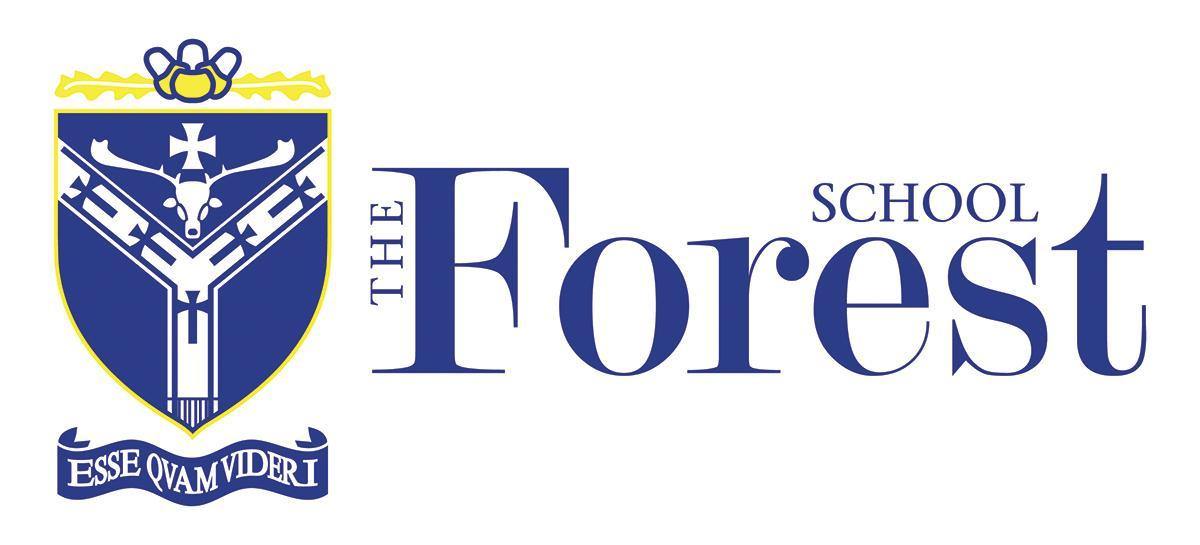 THE
Forest
SCHOOL
ESSE QVAM VIDERI